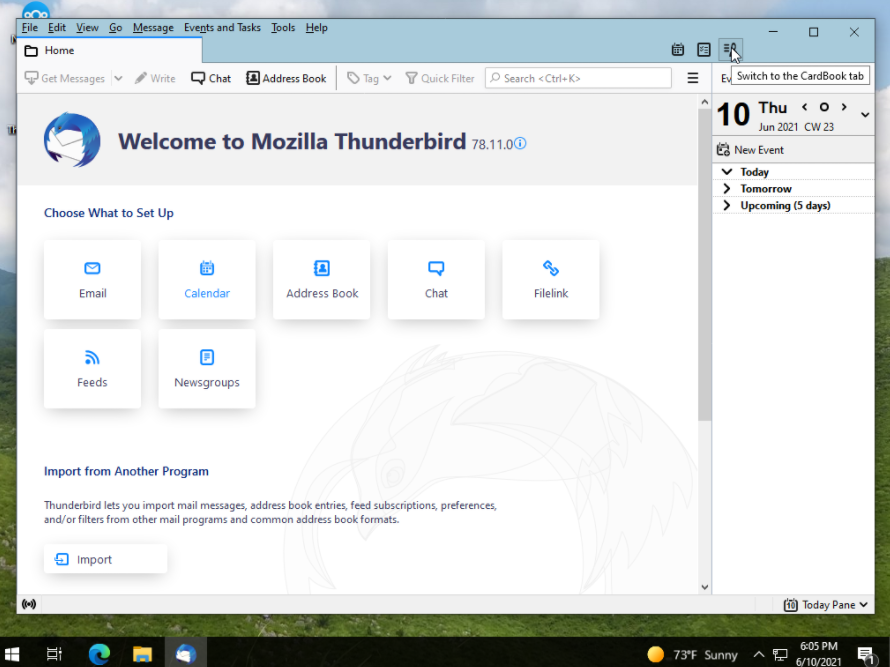 File Edit View Go Message Events and Tasks Tools Help
Home
Get Messages Write Chat Address Book Tag Quick Filter Search <Ctrl+K>
Switch to the CardBook tab
Welcome to Mozilla Thunderbird 78.11.0
10 Thu
Jun 2021 CW 23
New Event
Today
Tomorrow
Upcoming (5 days)
Choose What to Set Up
Email Calendar Address Book Chat Filelink
Feeds Newsgroups
Import from Another Program
Thunderbird lets you import mail messages, address book entries, feed subscriptions, preferences,
and/or filters from other mail programs and common address book formats.
Import
10 Today Pane
73°F Sunny
6:05 PM
6/10/2021
1